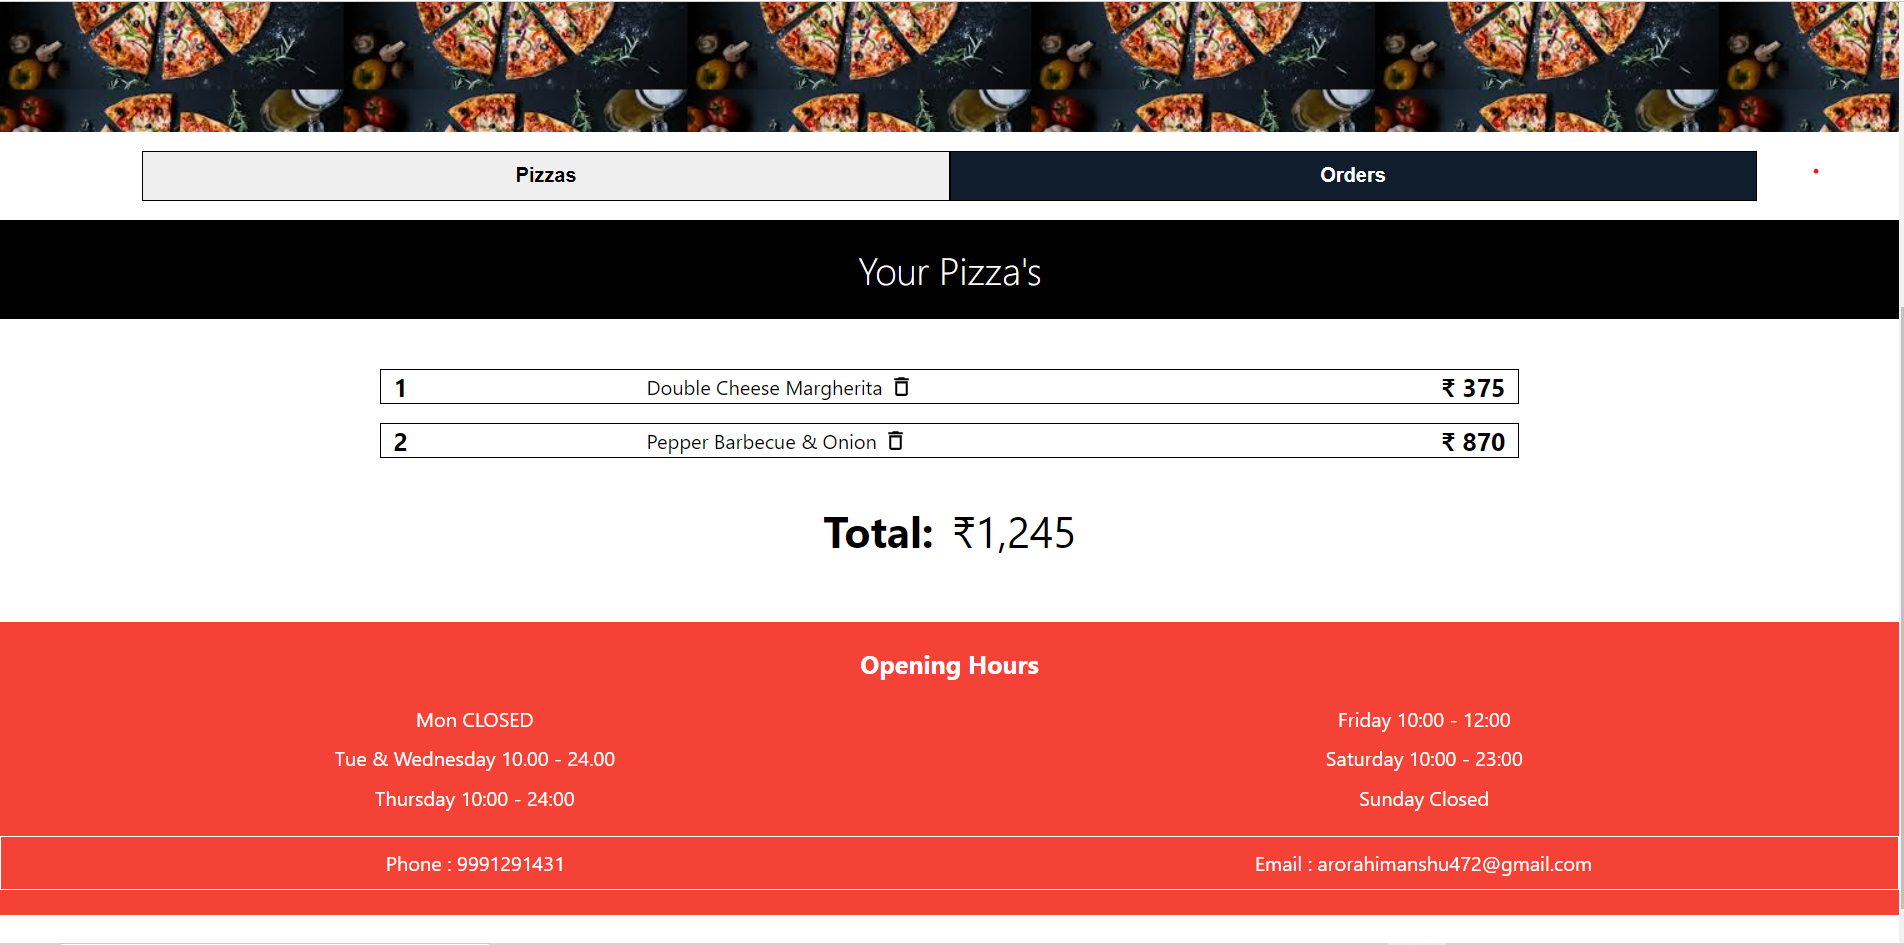 Pizzas Orders
Your Pizza's
1 Double Cheese Margherita ₹ 375
2 Pepper Barbecue & Onion ₹ 870
Total: ₹1,245
Opening Hours
Mon CLOSED
Tue & Wednesday 10.00 - 24.00
Thursday 10:00 - 24:00
Friday 10:00 - 12:00
Saturday 10:00 - 23:00
Sunday Closed
Phone : 9991291431
Email : arorahimanshu472@gmail.com